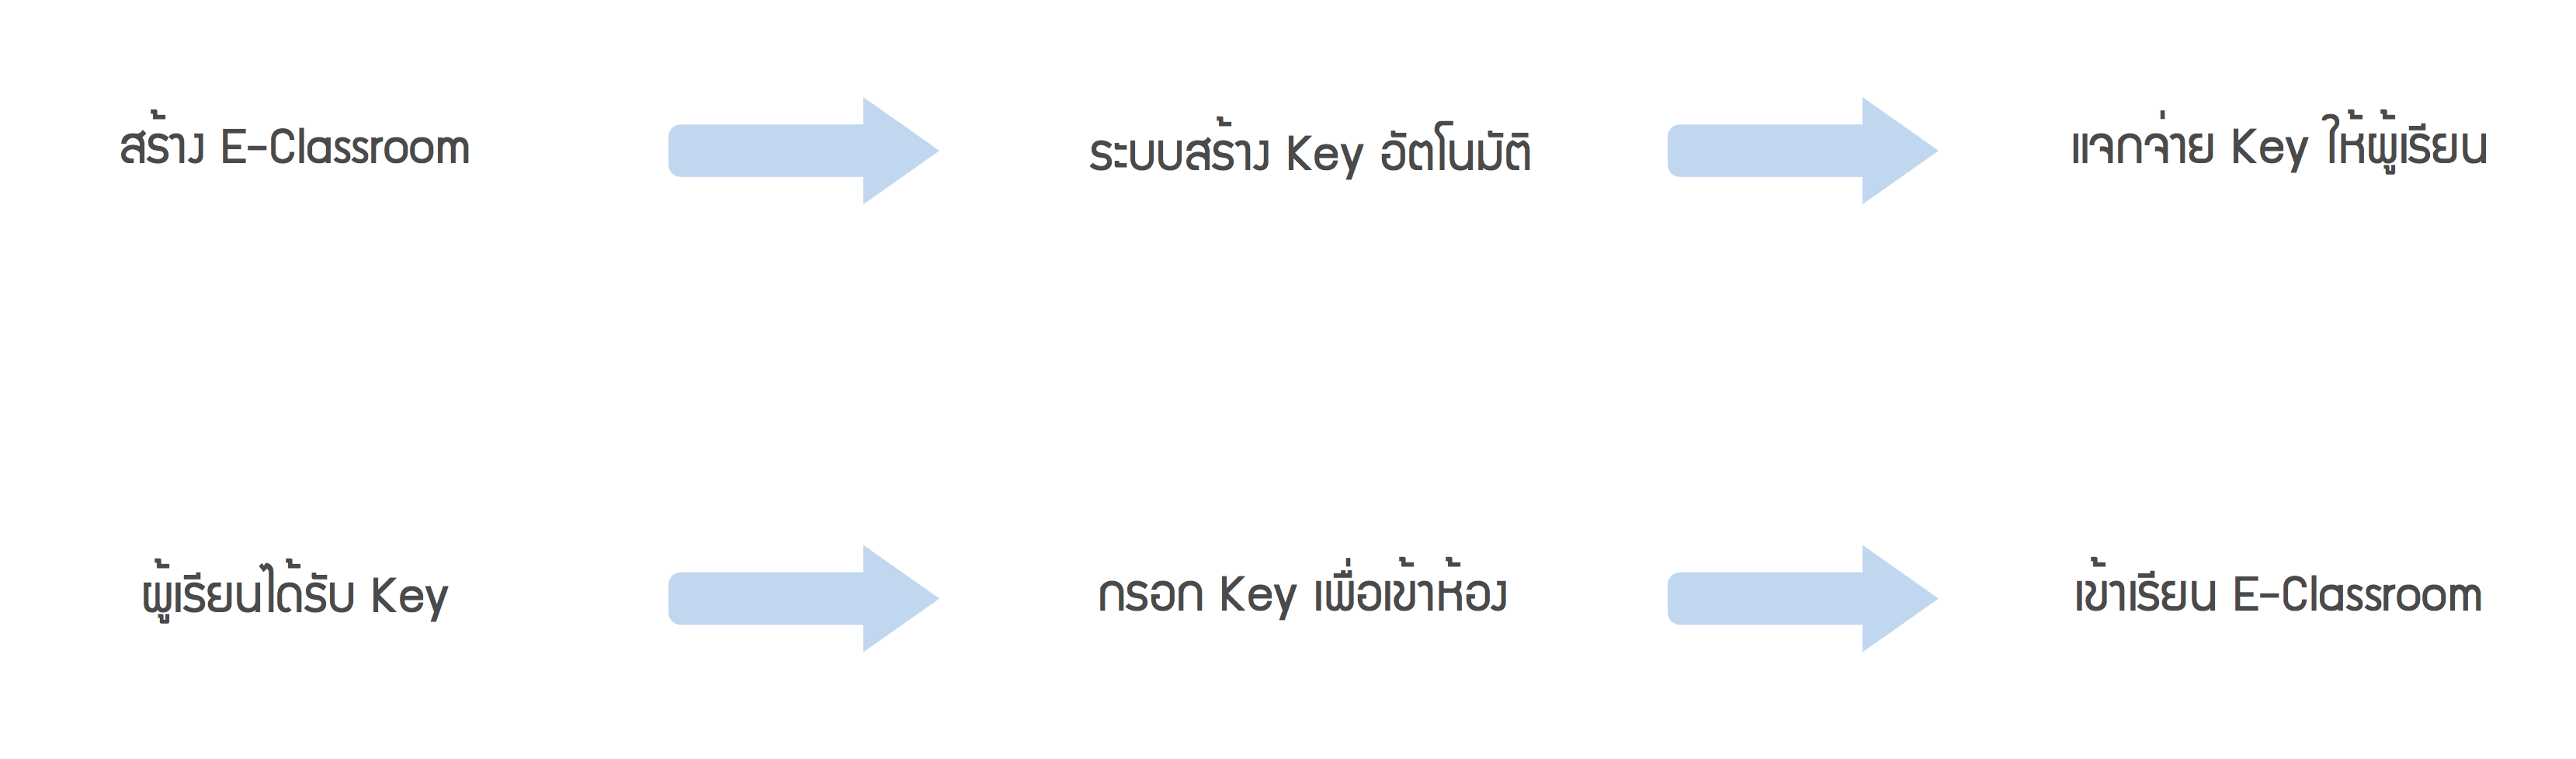 สร้าง E-Classroom
ระบบสร้าง Key อัตโนมัติ
แจกจ่าย Key ให้ผู้เรียน
ผู้เรียนได้รับ Key
กรอก Key เพื่อเข้าห้อง
เข้าเรียน E-Classroom